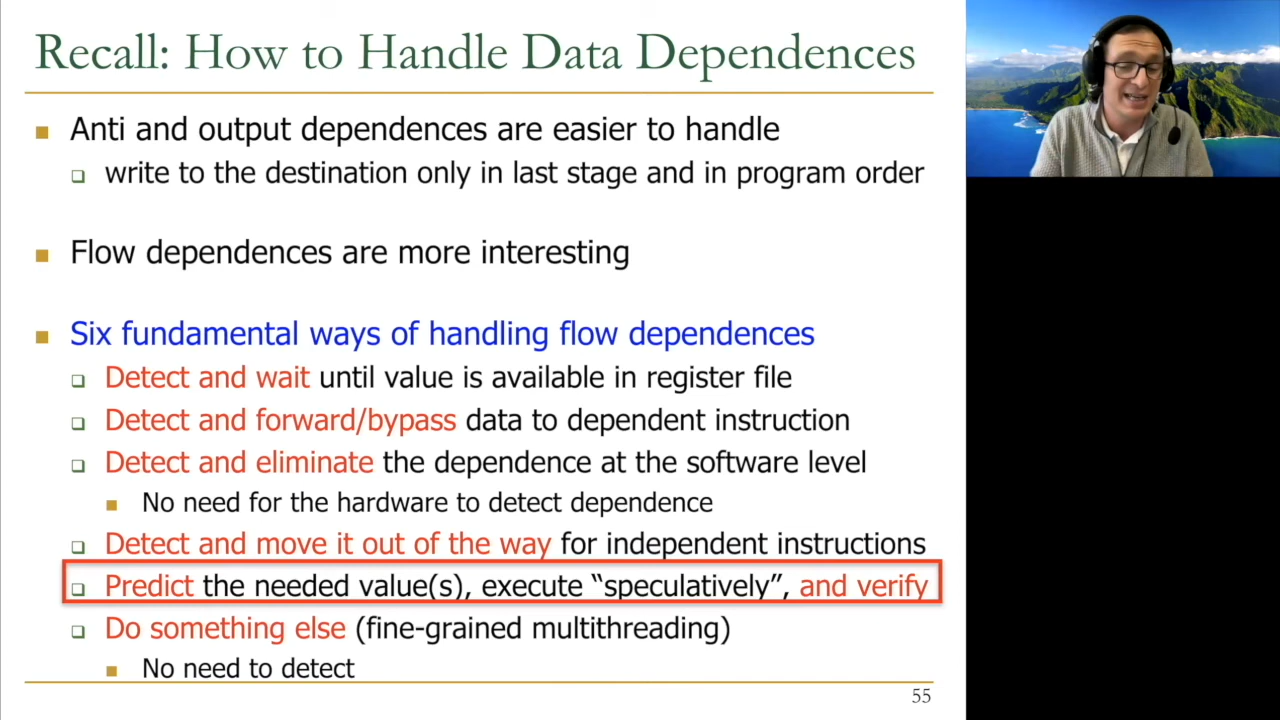 Recall: How to Handle Data Dependences
Anti and output dependences are easier to handle
write to the destination only in last stage and in program order
Flow dependences are more interesting
Six fundamental ways of handling flow dependences
Detect and wait until value is available in register file
Detect and forward/bypass data to dependent instruction
Detect and eliminate the dependence at the software level
No need for the hardware to detect dependence
Detect and move it out of the way for independent instructions
Predict the needed value(s), execute “speculatively”, and verify
Do something else (fine-grained multithreading)
No need to detect
55